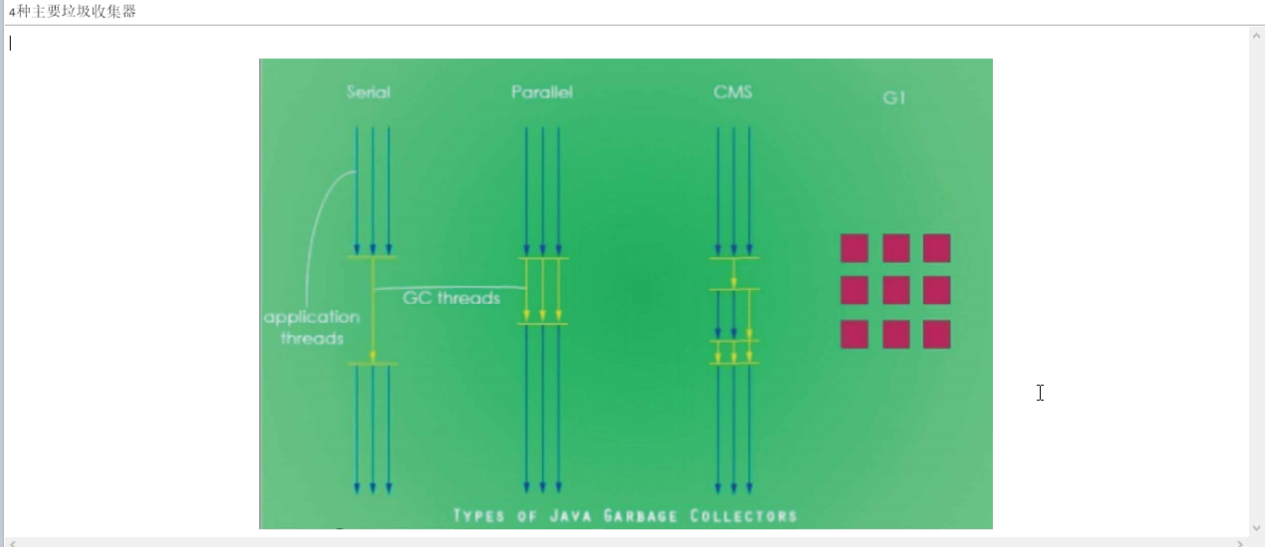 4种主要垃圾收集器
Serial
Parallel
CMS
G1
GC threads
application
threads
TYPES OF JAVA GARBAGE COLLECTORS